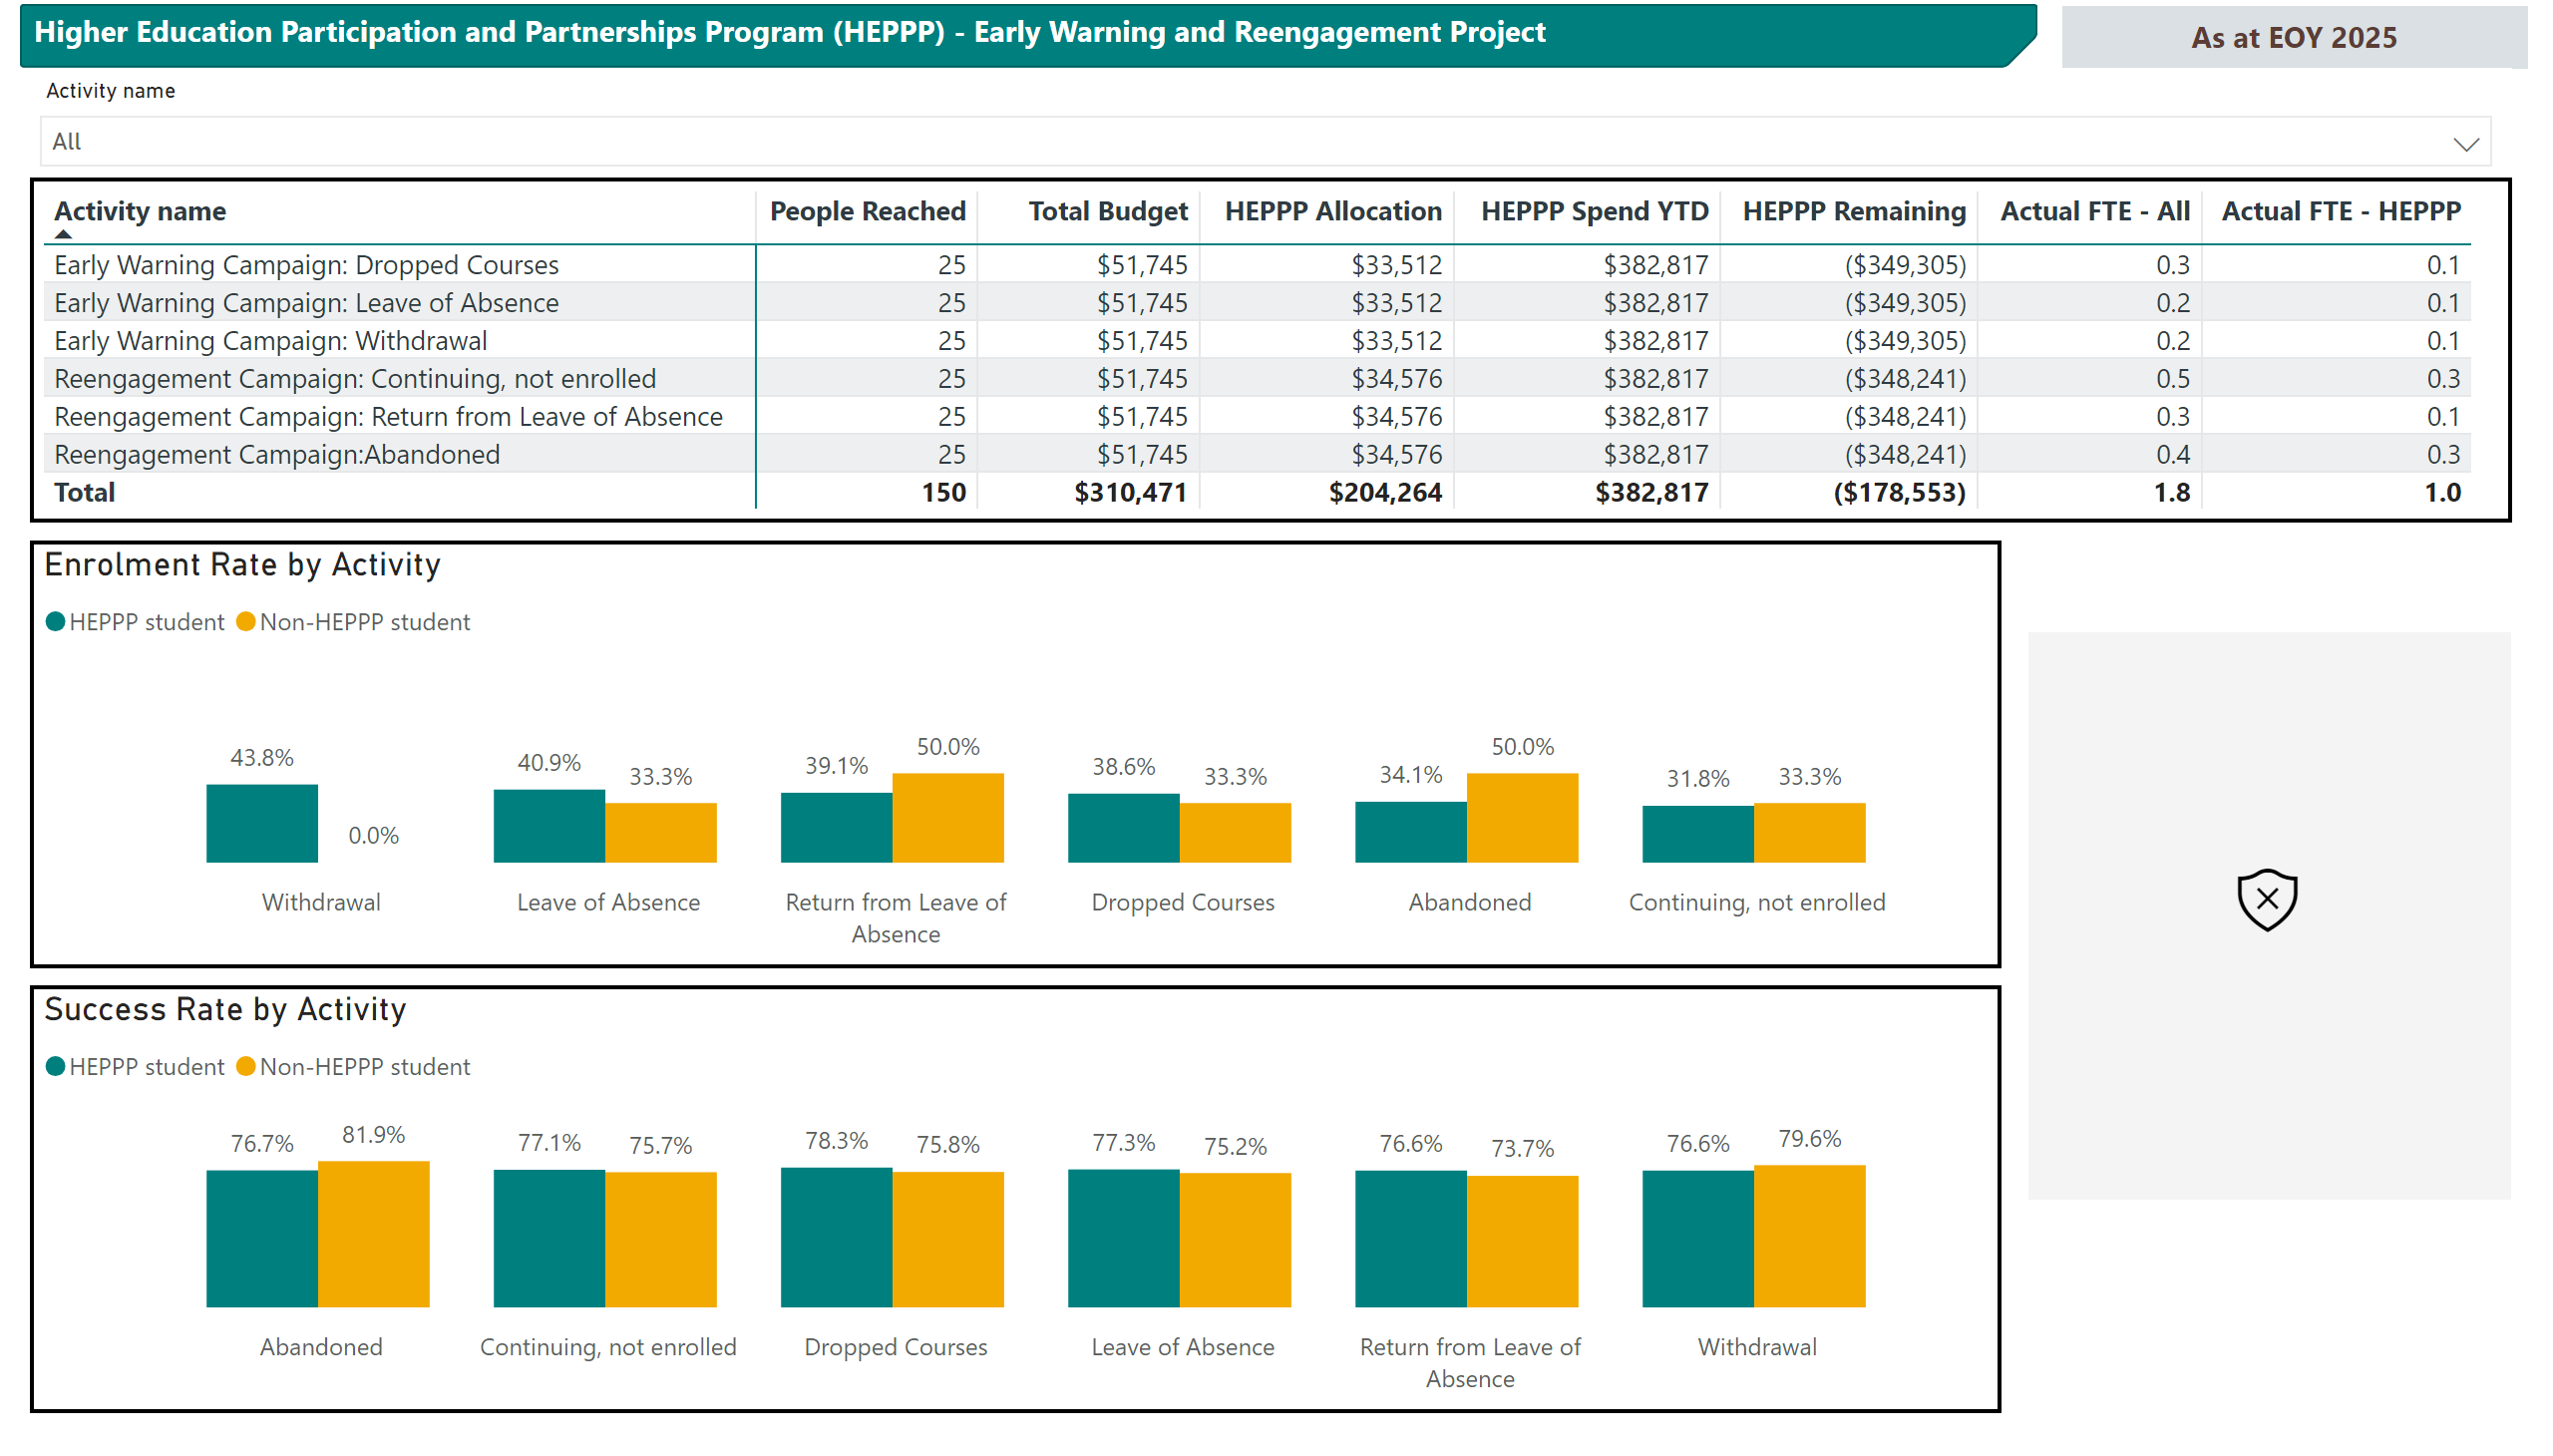 Higher Education Participation and Partnerships Program (HEPPP) - Early Warning and Reengagement Project
As at EOY 2025
Activity name
All
Activity name People Reached Total Budget HEPPP Allocation HEPPP Spend YTD HEPPP Remaining Actual FTE - All Actual FTE - HEPPP
Early Warning Campaign: Dropped Courses 25 $51,745 $33,512 $382,817 ($349,305) 0.3 0.1
Early Warning Campaign: Leave of Absence 25 $51,745 $33,512 $382,817 ($349,305) 0.2 0.1
Early Warning Campaign: Withdrawal 25 $51,745 $33,512 $382,817 ($349,305) 0.2 0.1
Reengagement Campaign: Continuing, not enrolled 25 $51,745 $34,576 $382,817 ($348,241) 0.5 0.3
Reengagement Campaign: Return from Leave of Absence 25 $51,745 $34,576 $382,817 ($348,241) 0.3 0.1
Reengagement Campaign:Abandoned 25 $51,745 $34,576 $382,817 ($348,241) 0.4 0.3
Total 150 $310,471 $204,264 $382,817 ($178,553) 1.8 1.0
Enrolment Rate by Activity
HEPPP student Non-HEPPP student
43.8% 0.0% 40.9% 33.3% 39.1% 50.0% 38.6% 33.3% 34.1% 50.0% 31.8% 33.3%
Withdrawal Leave of Absence Return from Leave of Dropped Courses Abandoned Continuing, not enrolled
Absence
Success Rate by Activity
HEPPP student Non-HEPPP student
76.7% 81.9% 77.1% 75.7% 78.3% 75.8% 77.3% 75.2% 76.6% 73.7% 76.6% 79.6%
Abandoned Continuing, not enrolled Dropped Courses Leave of Absence Return from Leave of Withdrawal
Absence